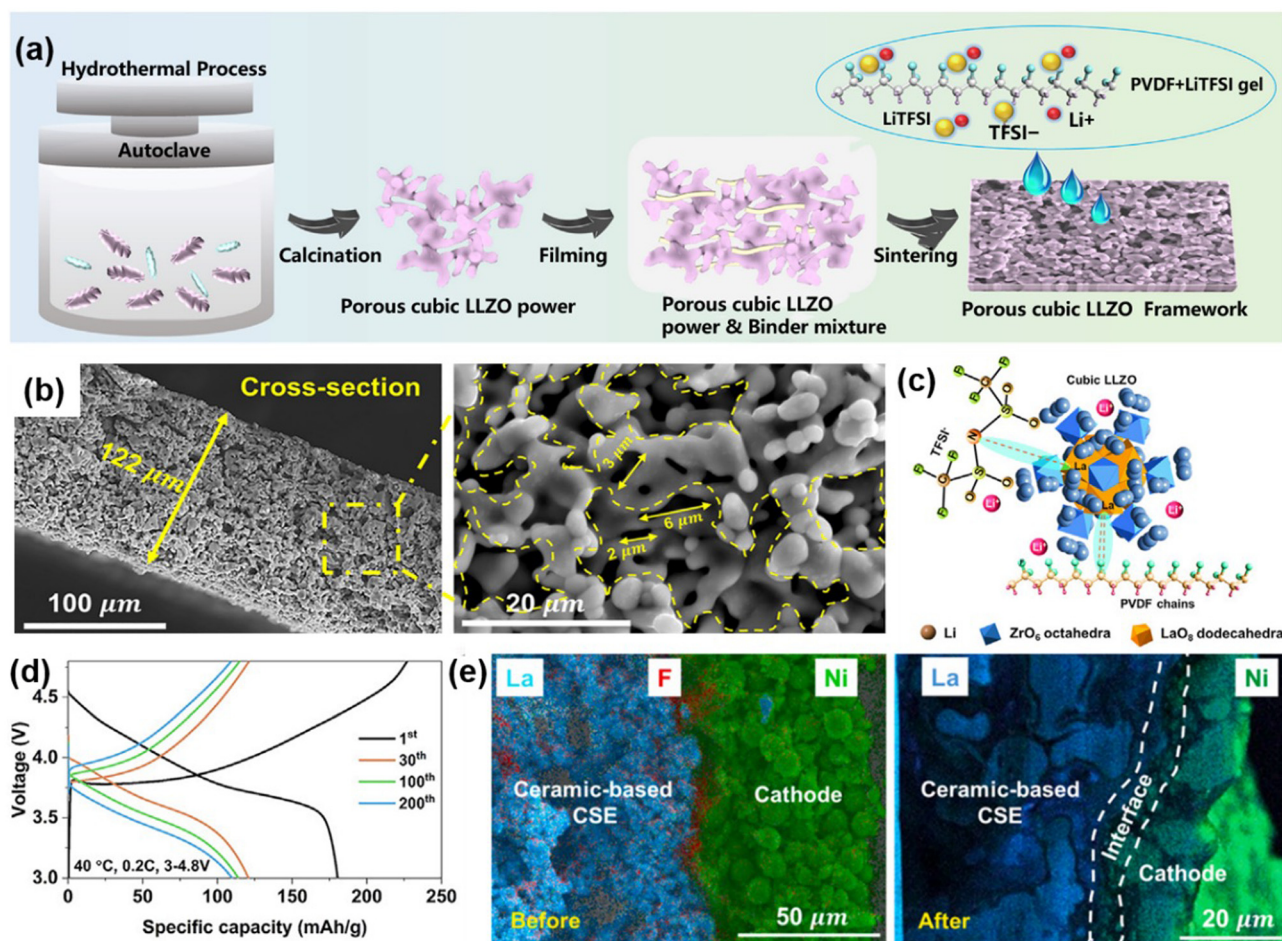 (a)
Hydrothermal Process
Autoclave
Calcination
Porous cubic LLZO power
Filming
Porous cubic LLZO
power & Binder mixture
Sintering
PVDF+LiTFSI gel
LiTFSI
TFSI−
Li+
Porous cubic LLZO Framework
(b)
Cross-section
122 μm
100 μm
3 μm
6 μm
2 μm
20 μm
(c)
Cubic LLZO
TFSI-
F
F
F
C
S
O
O
N
F
F
F
C
S
O
O
La
La
Li+
Li+
Li+
Li+
PVDF chains
Li
ZrO6 octahedra
LaO8 dodecahedra
(d)
Voltage (V)
4.5
4.0
3.5
3.0
1st
30th
100th
200th
40 °C, 0.2C, 3-4.8V
0 50 100 150 200 250
Specific capacity (mAh/g)
(e)
La F Ni
Ceramic-based
CSE
Cathode
Before
50 μm
La Ni
Ceramic-based
CSE
Interface
Cathode
After
20 μm